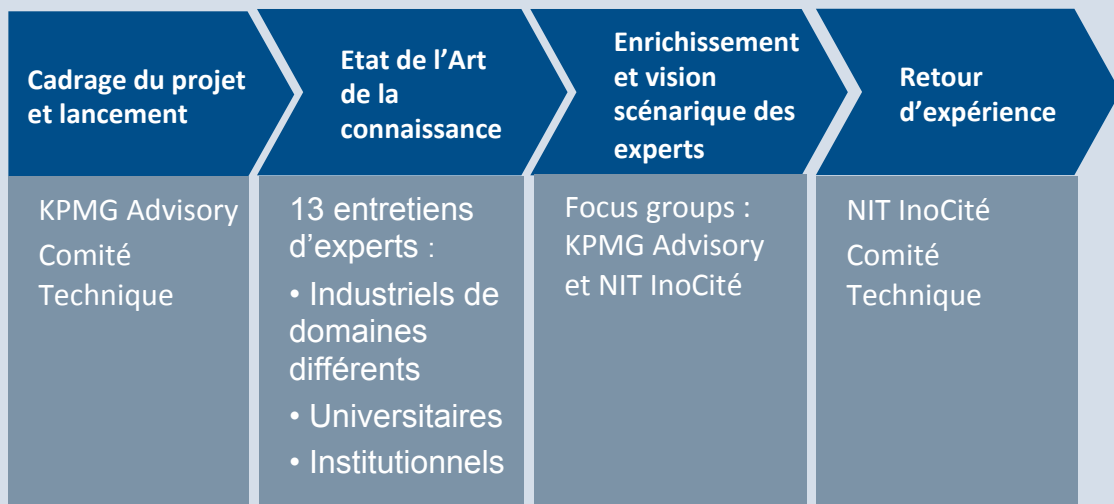 Cadrage du projet
et lancement
Etat de l’Art
de la
connaissance
Enrichissement
et vision
scénarique des
experts
Retour
d’expérience
KPMG Advisory
Comité
Technique
13 entretiens
d’experts :
• Industriels de
domaines
différents
• Universitaires
• Institutionnels
Focus groups :
KPMG Advisory
et NIT InoCité
NIT InoCité
Comité
Technique